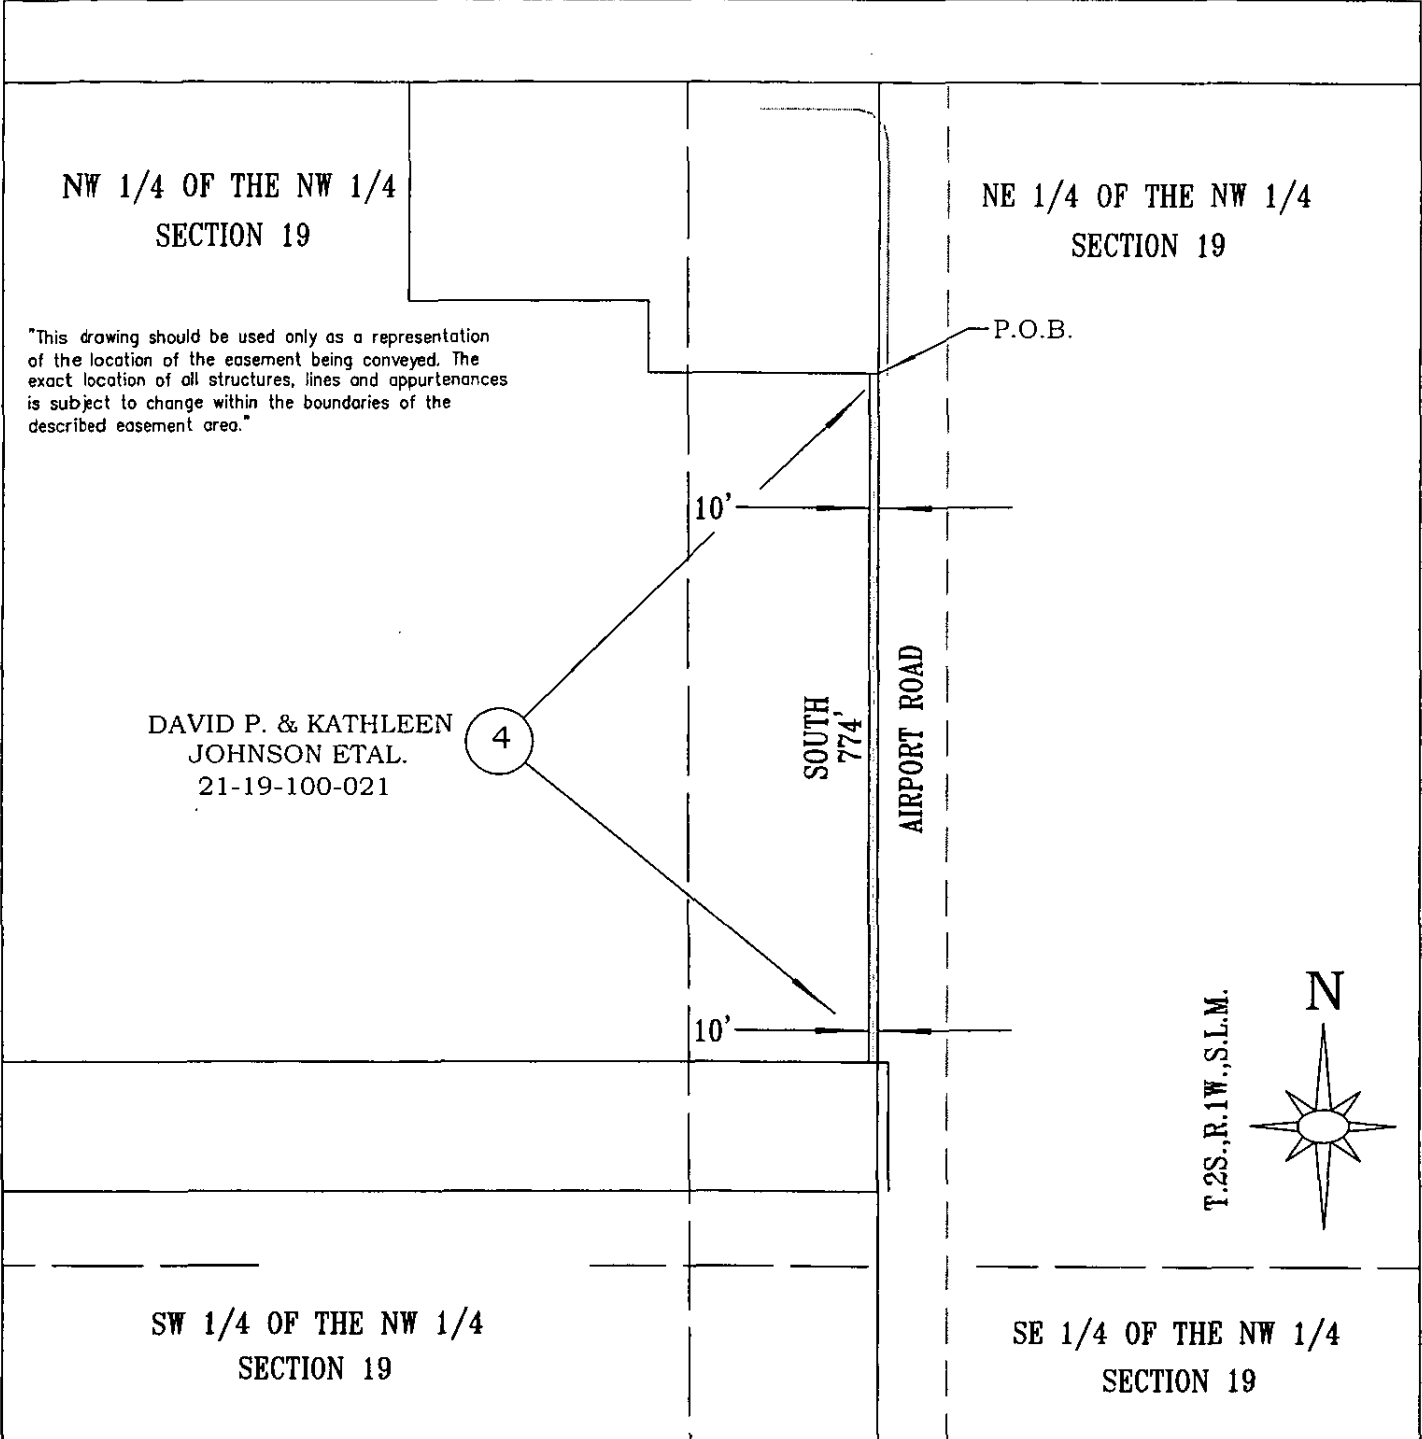 NW 1/4 OF THE NW 1/4
SECTION 19
NE 1/4 OF THE NW 1/4
SECTION 19
"This drawing should be used only as a representation
of the location of the easement being conveyed. The
exact location of all structures, lines and appurtenances
is subject to change within the boundaries of the
described easement area."
P.O.B.
10'
DAVID P. & KATHLEEN
JOHNSON ETAL.
21-19-100-021
4
SOUTH
774'
AIRPORT ROAD
10'
N
T.2S.,R.1W.,S.L.M.
SW 1/4 OF THE NW 1/4
SECTION 19
SE 1/4 OF THE NW 1/4
SECTION 19